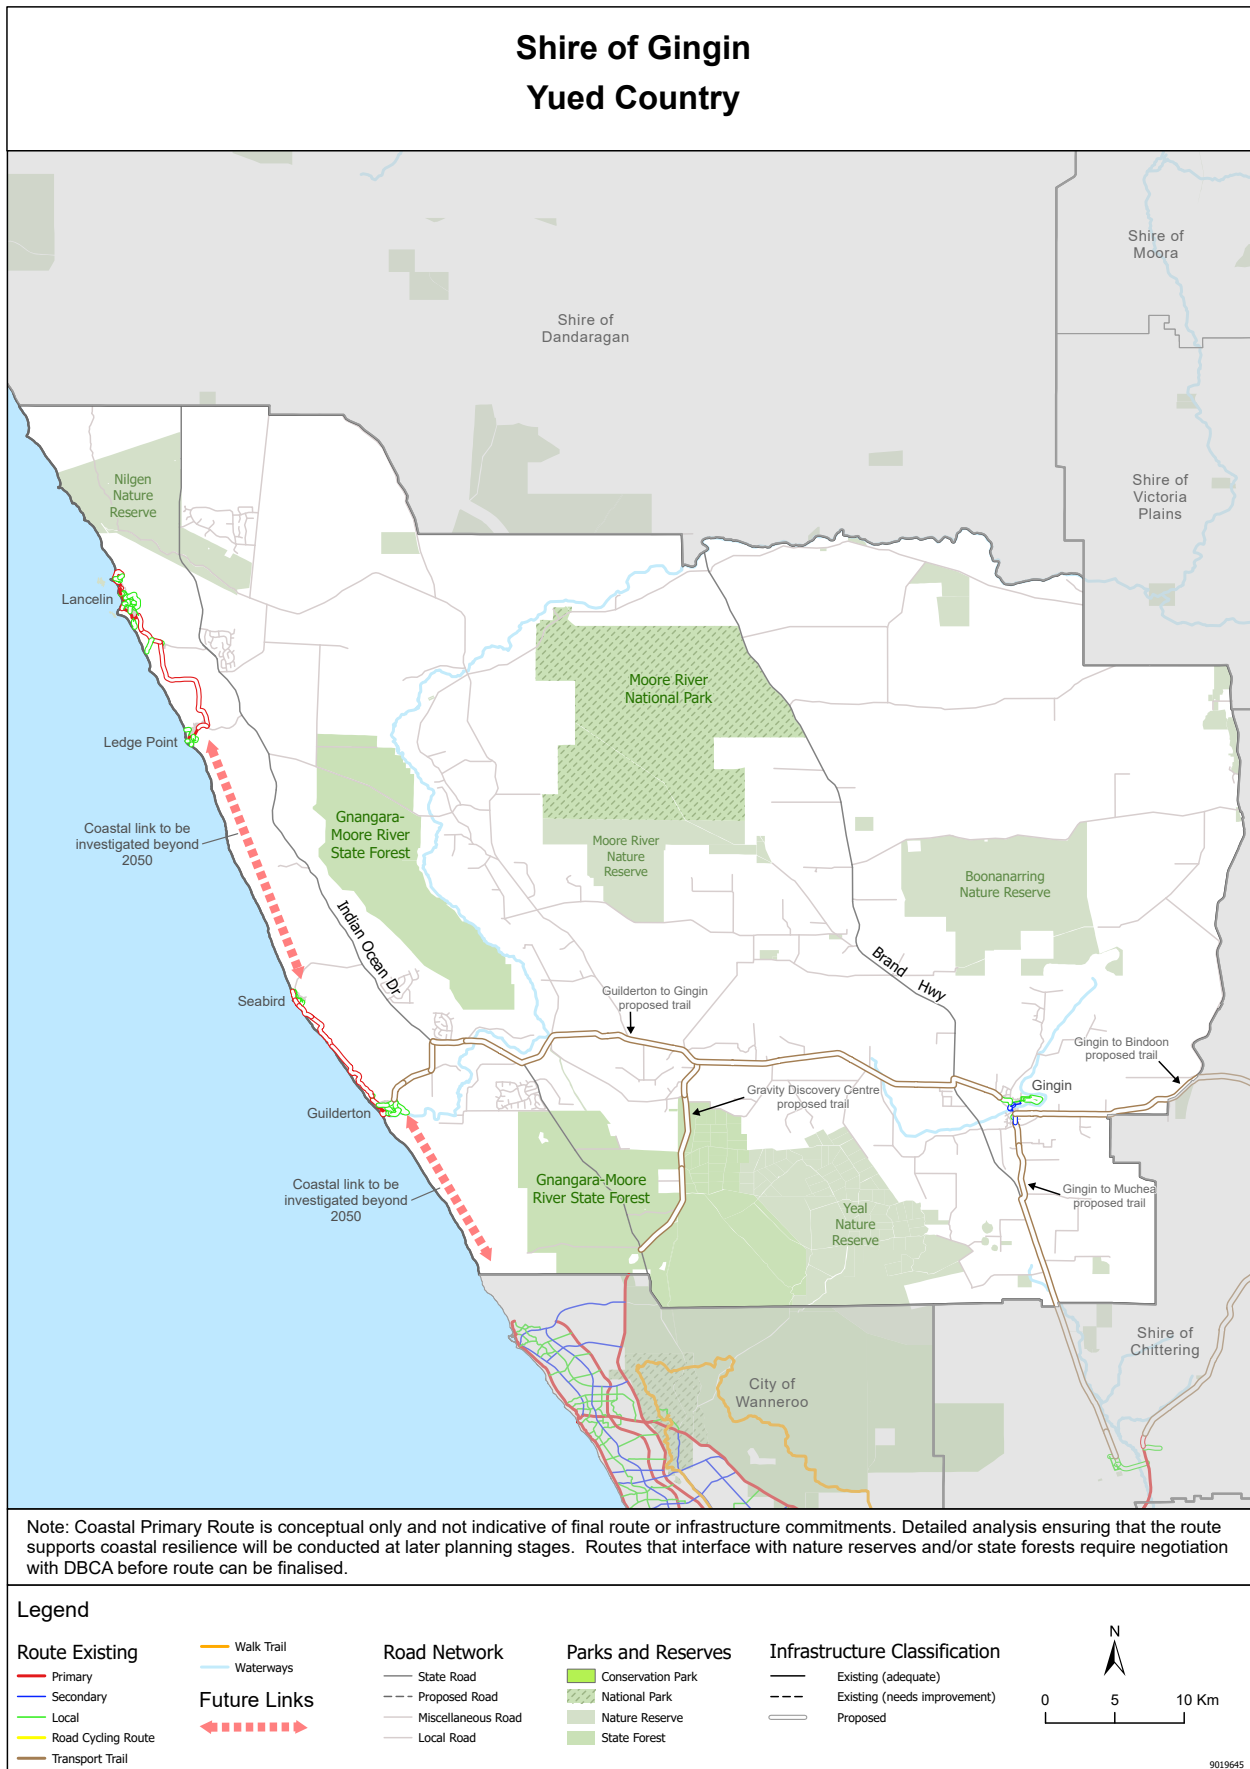 Shire of Gingin
Yued Country
Shire of
Moora
Shire of
Dandaragan
Shire of
Victoria
Plains
Nilgen
Nature
Reserve
Lancelin
Moore River
National Park
Ledge Point
Gnangara-
Moore River
State Forest
Coastal link to be
investigated beyond
2050
Moore River
Nature
Reserve
Boonanarring
Nature Reserve
Indian Ocean Dr
Brand Hwy
Seabird
Guilderton to Gingin
proposed trail
Gingin to Bindoon
proposed trail
Gingin
Gravity Discovery Centre
proposed trail
Guilderton
Gnangara-Moore
River State Forest
Coastal link to be
investigated beyond
2050
Gingin to Muchea
proposed trail
Yeal
Nature
Reserve
Shire of
Chittering
City of
Wanneroo
Note: Coastal Primary Route is conceptual only and not indicative of final route or infrastructure commitments. Detailed analysis ensuring that the route
supports coastal resilience will be conducted at later planning stages.  Routes that interface with nature reserves and/or state forests require negotiation
with DBCA before route can be finalised.
Legend
Route Existing
Primary
Secondary
Local
Road Cycling Route
Transport Trail
Walk Trail
Waterways
Future Links
Road Network
State Road
Proposed Road
Miscellaneous Road
Local Road
Parks and Reserves
Conservation Park
National Park
Nature Reserve
State Forest
Infrastructure Classification
Existing (adequate)
Existing (needs improvement)
Proposed
N
0 5 10 Km
9019645